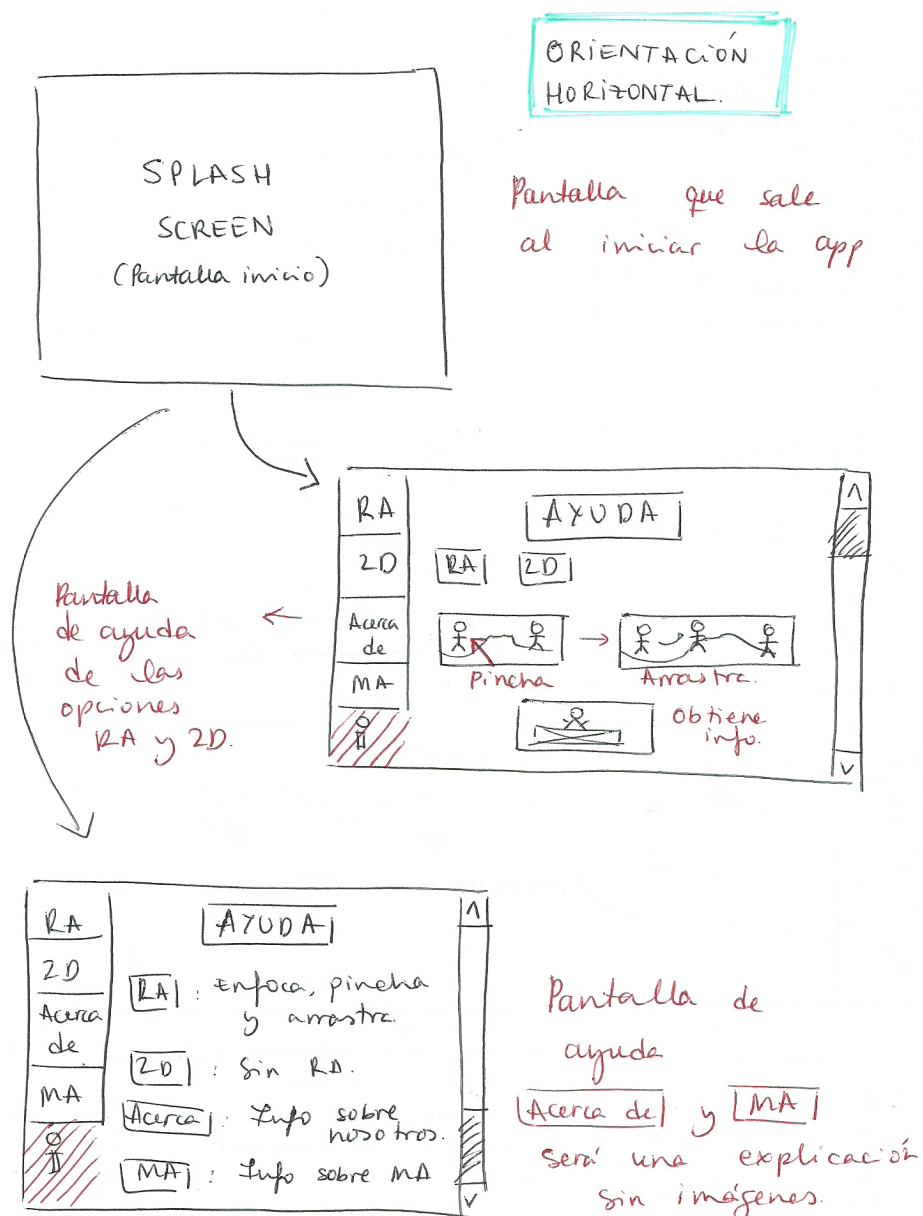 ORIENTACIÓN
HORIZONTAL.
SPLASH
SCREEN
(Pantalla inicio)
Pantalla que sale
al iniciar la app
RA
2D
Acerca
de
MA
AYUDA
RA 2D
Pincha
Arrastra.
Obtiene
info.
Pantalla
de ayuda
de las
opciones
RA y 2D.
RA
2D
Acerca
de
MA
AYUDA
RA : Enfoca, pincha
y arrastra.
2D : Sin RA.
Acerca : Info sobre
nosotros.
MA : Info sobre MA
Pantalla de
ayuda
Acerca de y MA
será una explicación
sin imágenes.